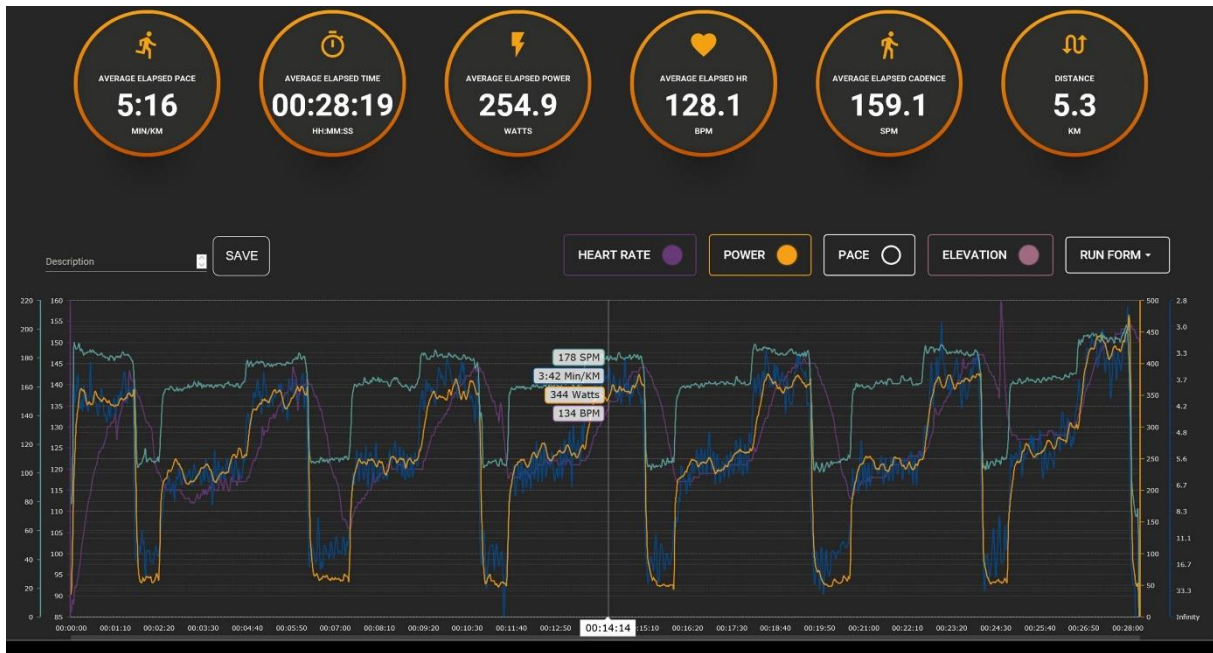 AVERAGE ELAPSED PACE
5:16
MIN/KM
AVERAGE ELAPSED TIME
00:28:19
HH:MM:SS
AVERAGE ELAPSED POWER
254.9
WATTS
AVERAGE ELAPSED HR
128.1
BPM
AVERAGE ELAPSED CADENCE
159.1
SPM
DISTANCE
5.3
KM
Description
SAVE
HEART RATE
POWER
PACE
ELEVATION
RUN FORM
220
200
180
160
140
120
100
80
60
40
20
0
160
155
150
145
140
135
130
125
120
115
110
105
100
95
90
85
178 SPM
3:42 Min/KM
344 Watts
134 BPM
500
450
400
350
300
250
200
150
100
50
0
2.8
3.0
3.3
3.7
4.2
4.8
5.6
6.7
8.3
11.1
16.7
33.3
Infinity
00:00:00 00:01:10 00:02:20 00:03:30 00:04:40 00:05:50 00:07:00 00:08:10 00:09:20 00:10:30 00:11:40 00:12:50 00:14:14 :15:10 00:16:20 00:17:30 00:18:40 00:19:50 00:21:00 00:22:10 00:23:20 00:24:30 00:25:40 00:26:50 00:28:00